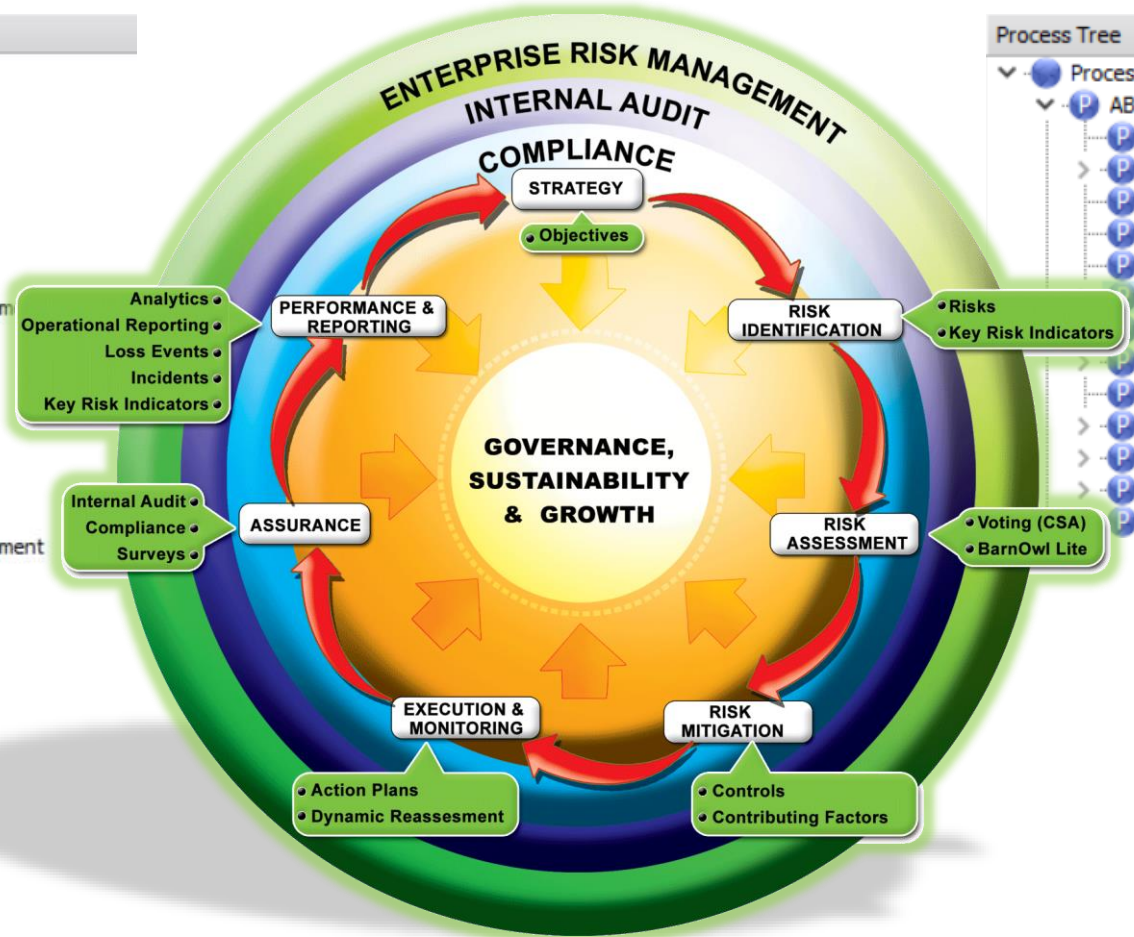 Process Tree
ENTERPRISE RISK MANAGEMENT
INTERNAL AUDIT
COMPLIANCE
STRATEGY
Objectives
RISK
IDENTIFICATION
Risks
Key Risk Indicators
RISK
ASSESSMENT
Voting (CSA)
BarnOwl Lite
RISK
MITIGATION
Controls
Contributing Factors
EXECUTION &
MONITORING
Action Plans
Dynamic Reassesment
ASSURANCE
Internal Audit
Compliance
Surveys
PERFORMANCE &
REPORTING
Analytics
Operational Reporting
Loss Events
Incidents
Key Risk Indicators
GOVERNANCE,
SUSTAINABILITY
& GROWTH